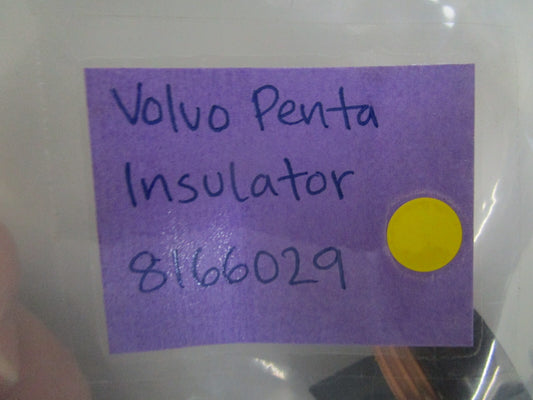 Volvo Penta
Insulator
8166029